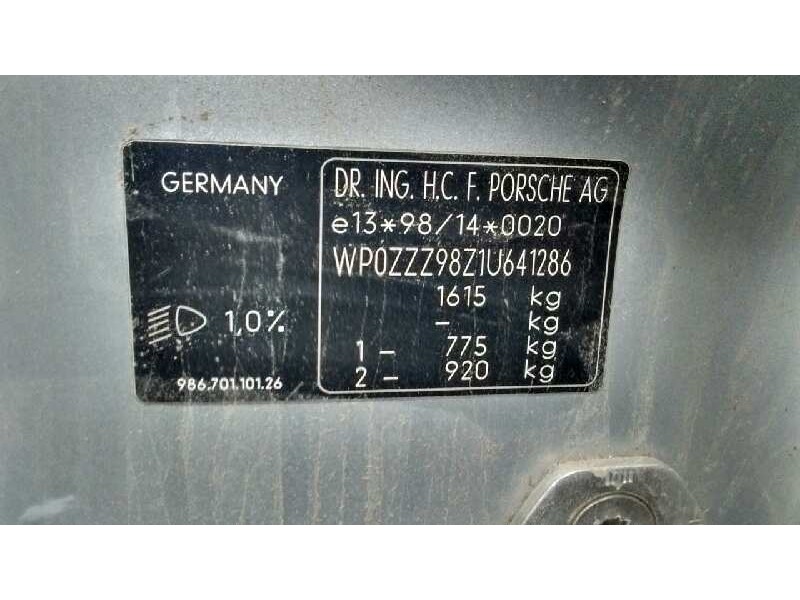 GERMANY
1,0%
986.701.101.26
DR. ING. H.C. F. PORSCHE AG
e13*98/14*0020
WP0ZZZ98Z1U641286
1615 kg
– kg
1 – 775 kg
2 – 920 kg